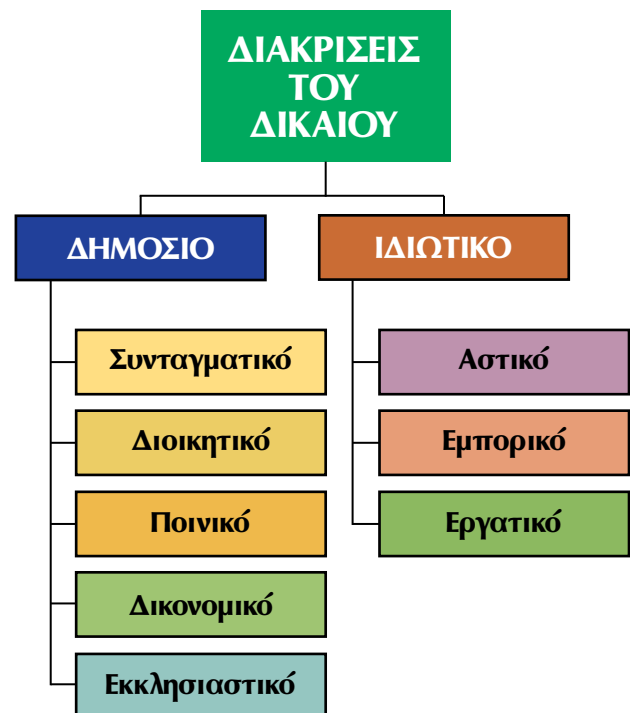 ΔΙΑΚΡΙΣΕΙΣ
ΤΟΥ
ΔΙΚΑΙΟΥ
ΔΗΜΟΣΙΟ
Συνταγματικό
Διοικητικό
Ποινικό
Δικονομικό
Εκκλησιαστικό
ΙΔΙΩΤΙΚΟ
Αστικό
Εμπορικό
Εργατικό